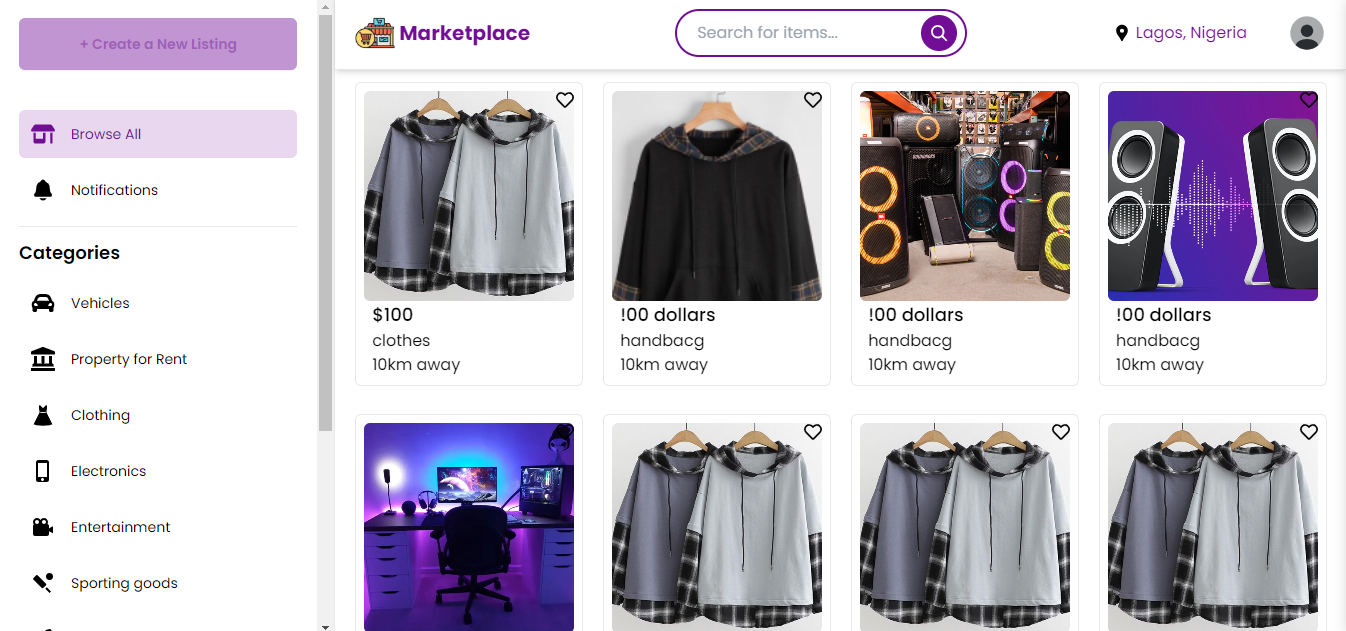 + Create a New Listing
Browse All
Notifications
Categories
Vehicles
Property for Rent
Clothing
Electronics
Entertainment
Sporting goods
Marketplace
Search for items...
Lagos, Nigeria
$100
clothes
10km away
!00 dollars
handbacg
10km away
!00 dollars
handbacg
10km away
!00 dollars
handbacg
10km away